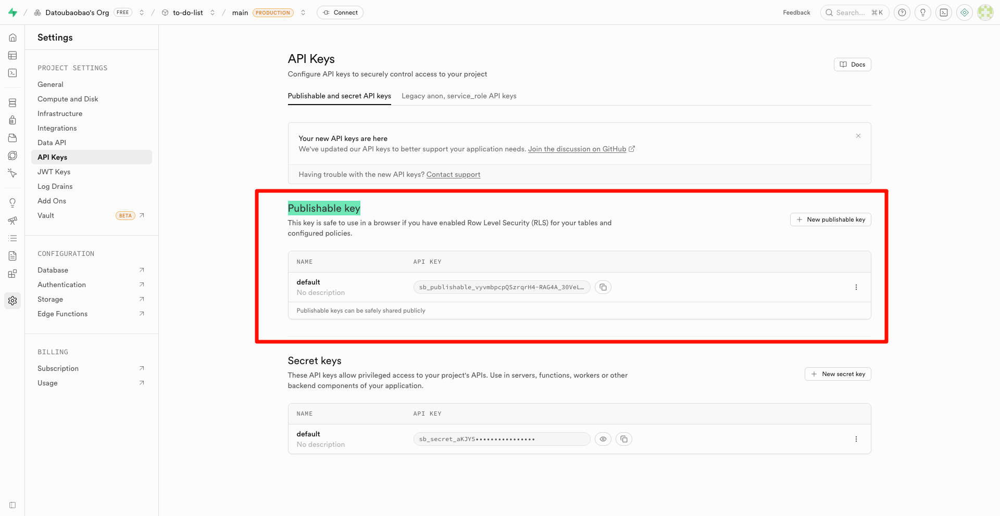 Datoubaobao's Org FREE to-do-list main PRODUCTION Connect Feedback Search... ⌘K
Settings
PROJECT SETTINGS
General
Compute and Disk
Infrastructure
Integrations
Data API
API Keys
JWT Keys
Log Drains
Add Ons
Vault BETA
CONFIGURATION
Database
Authentication
Storage
Edge Functions
BILLING
Subscription
Usage
API Keys
Configure API keys to securely control access to your project
Docs
Publishable and secret API keys Legacy anon, service_role API keys
Your new API keys are here
We've updated our API keys to better support your application needs. Join the discussion on GitHub
Having trouble with the new API keys? Contact support
Publishable key
This key is safe to use in a browser if you have enabled Row Level Security (RLS) for your tables and
configured policies.
New publishable key
NAME API KEY
default
No description
sb_publishable_vyvmbpcpQSzrqrH4-RAG4A_30VeL…
Publishable keys can be safely shared publicly
Secret keys
These API keys allow privileged access to your project's APIs. Use in servers, functions, workers or other
backend components of your application.
New secret key
NAME API KEY
default
No description
sb_secret_aKJY5••••••••••••••••